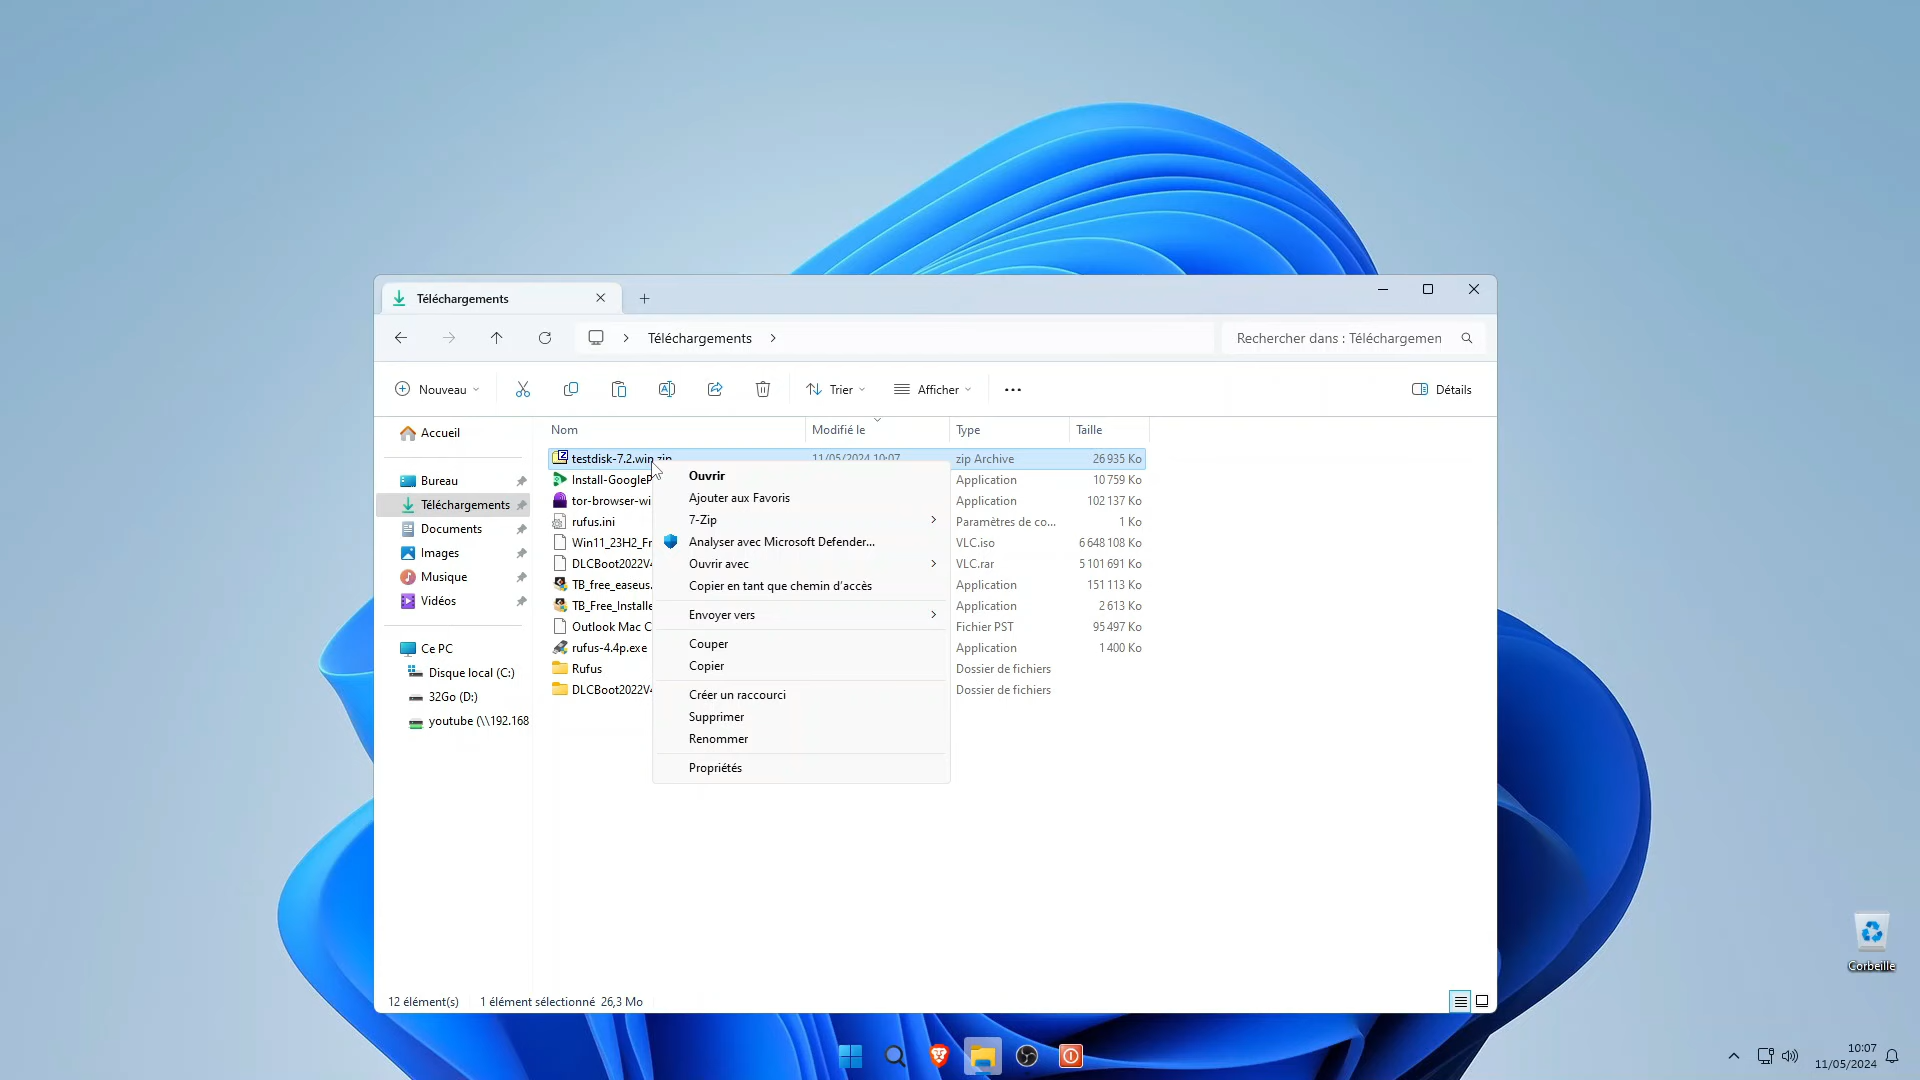 Téléchargements
Téléchargements
Rechercher dans : Téléchargemen
Nouveau
Trier
Afficher
Détails
Accueil
Bureau
Téléchargements
Documents
Images
Musique
Vidéos
Ce PC
Disque local (C:)
32Go (D:)
youtube (\\192.168
Nom Modifié le Type Taille
testdisk-7.2.win.zip 11/05/2024 10:07 zip Archive 26 935 Ko
Install-GoogleP Application 10 759 Ko
tor-browser-wi Application 102 137 Ko
rufus.ini Paramètres de co... 1 Ko
Win11_23H2_Fr VLC.iso 6 648 108 Ko
DLCBoot2022V4 VLC.rar 5 101 691 Ko
TB_free_easeus. Application 151 113 Ko
TB_Free_Installe Application 2 613 Ko
Outlook Mac C Fichier PST 95 497 Ko
rufus-4.4p.exe Application 1 400 Ko
Rufus Dossier de fichiers
DLCBoot2022V4 Dossier de fichiers
Ouvrir
Ajouter aux Favoris
7-Zip
Analyser avec Microsoft Defender...
Ouvrir avec
Copier en tant que chemin d'accès
Envoyer vers
Couper
Copier
Créer un raccourci
Supprimer
Renommer
Propriétés
12 élément(s) 1 élément sélectionné 26,3 Mo
Corbeille
10:07
11/05/2024